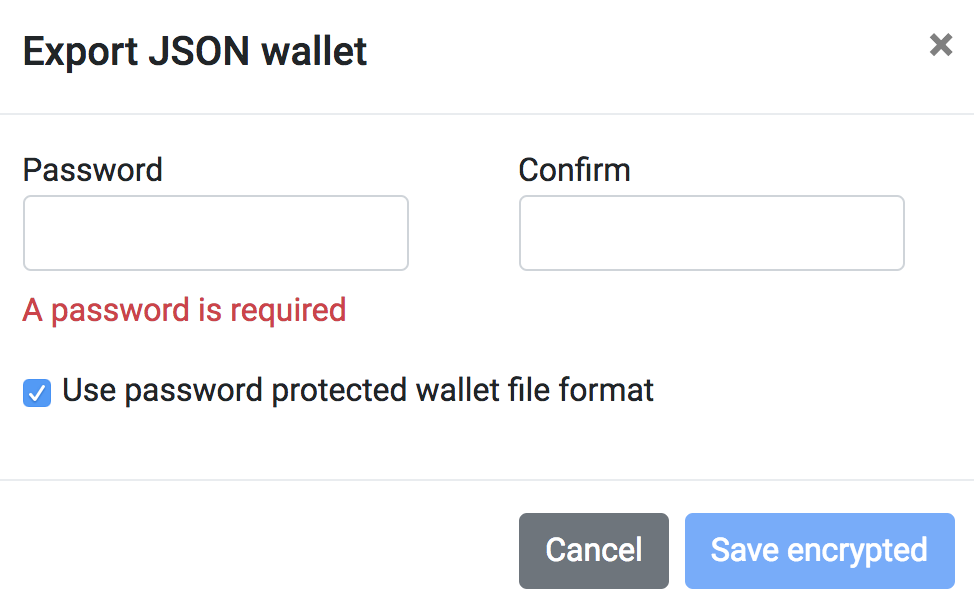 Export JSON wallet
Password
Confirm
A password is required
Use password protected wallet file format
Cancel
Save encrypted